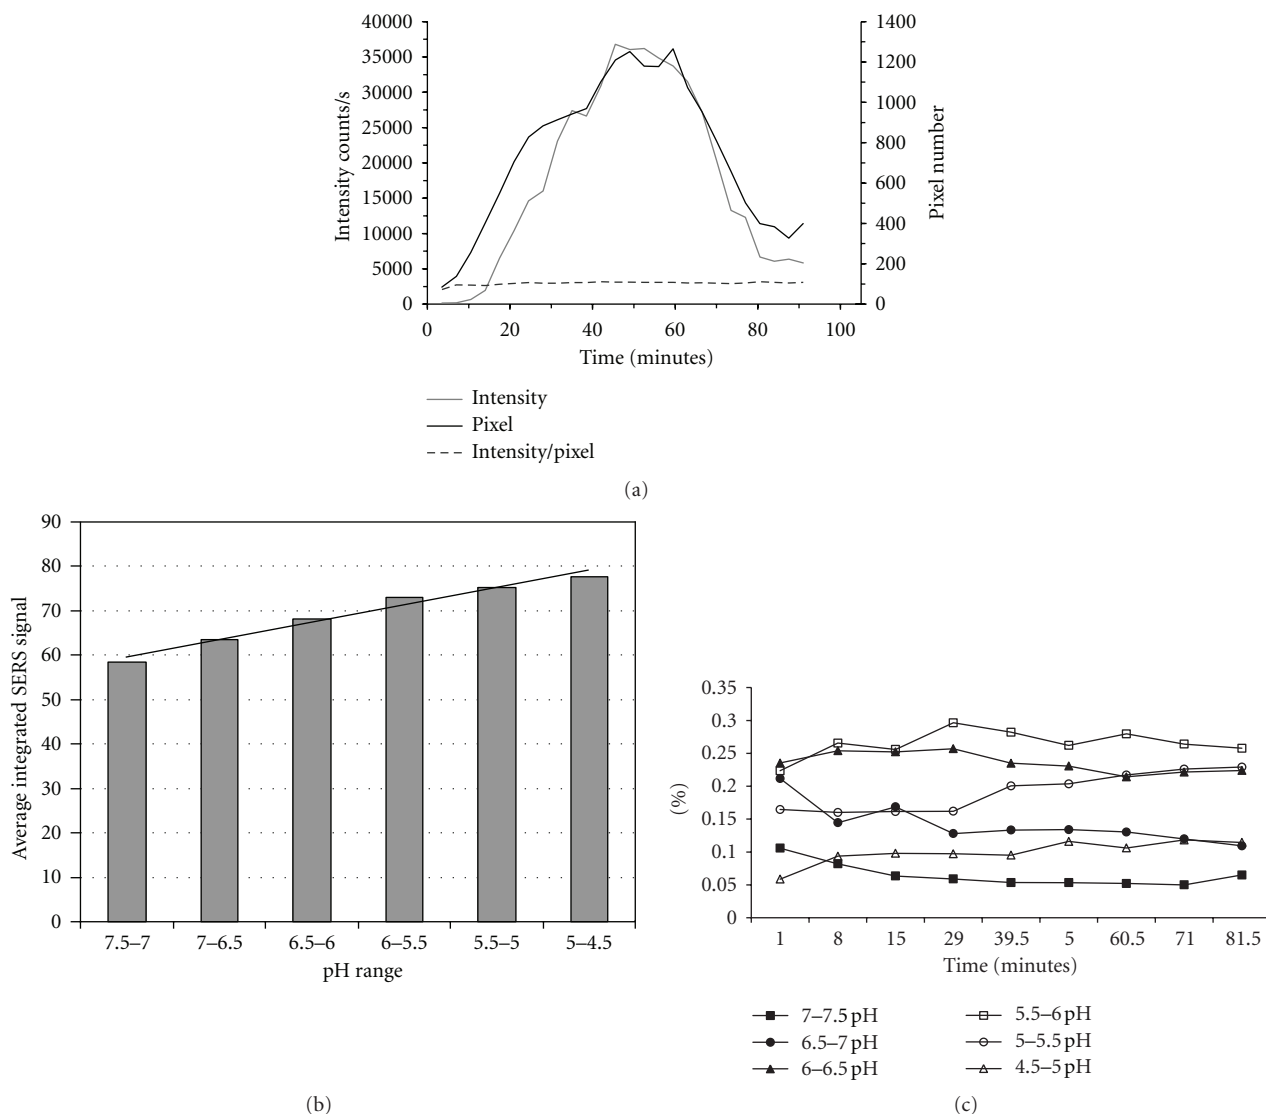 40000
35000
30000
25000
20000
15000
10000
5000
0
Intensity counts/s
1400
1200
1000
800
600
400
200
0
Pixel number
0 20 40 60 80 100
Time (minutes)
Intensity
Pixel
Intensity/pixel
(a)
90
80
70
60
50
40
30
20
10
0
Average integrated SERS signal
7.5–7 7–6.5 6.5–6 6–5.5 5.5–5 5–4.5
pH range
(b)
0.35
0.3
0.25
0.2
0.15
0.1
0.05
0
(%)
1 8 15 29 39.5 5 60.5 71 81.5
Time (minutes)
7–7.5 pH
6.5–7 pH
6–6.5 pH
5.5–6 pH
5–5.5 pH
4.5–5 pH
(c)